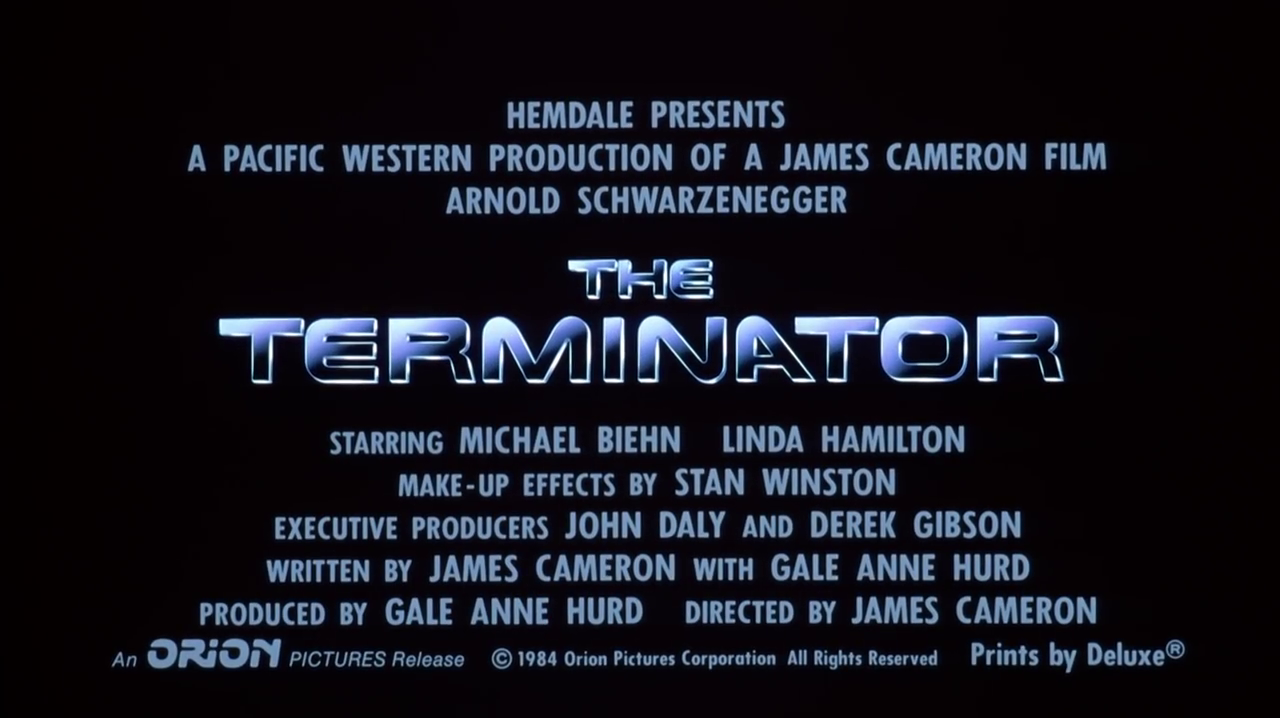 HEMDALE PRESENTS
A PACIFIC WESTERN PRODUCTION OF A JAMES CAMERON FILM
ARNOLD SCHWARZENEGGER
THE
TERMINATOR
STARRING MICHAEL BIEHN LINDA HAMILTON
MAKE-UP EFFECTS BY STAN WINSTON
EXECUTIVE PRODUCERS JOHN DALY AND DEREK GIBSON
WRITTEN BY JAMES CAMERON WITH GALE ANNE HURD
PRODUCED BY GALE ANNE HURD DIRECTED BY JAMES CAMERON
An ORION PICTURES Release © 1984 Orion Pictures Corporation All Rights Reserved Prints by Deluxe®